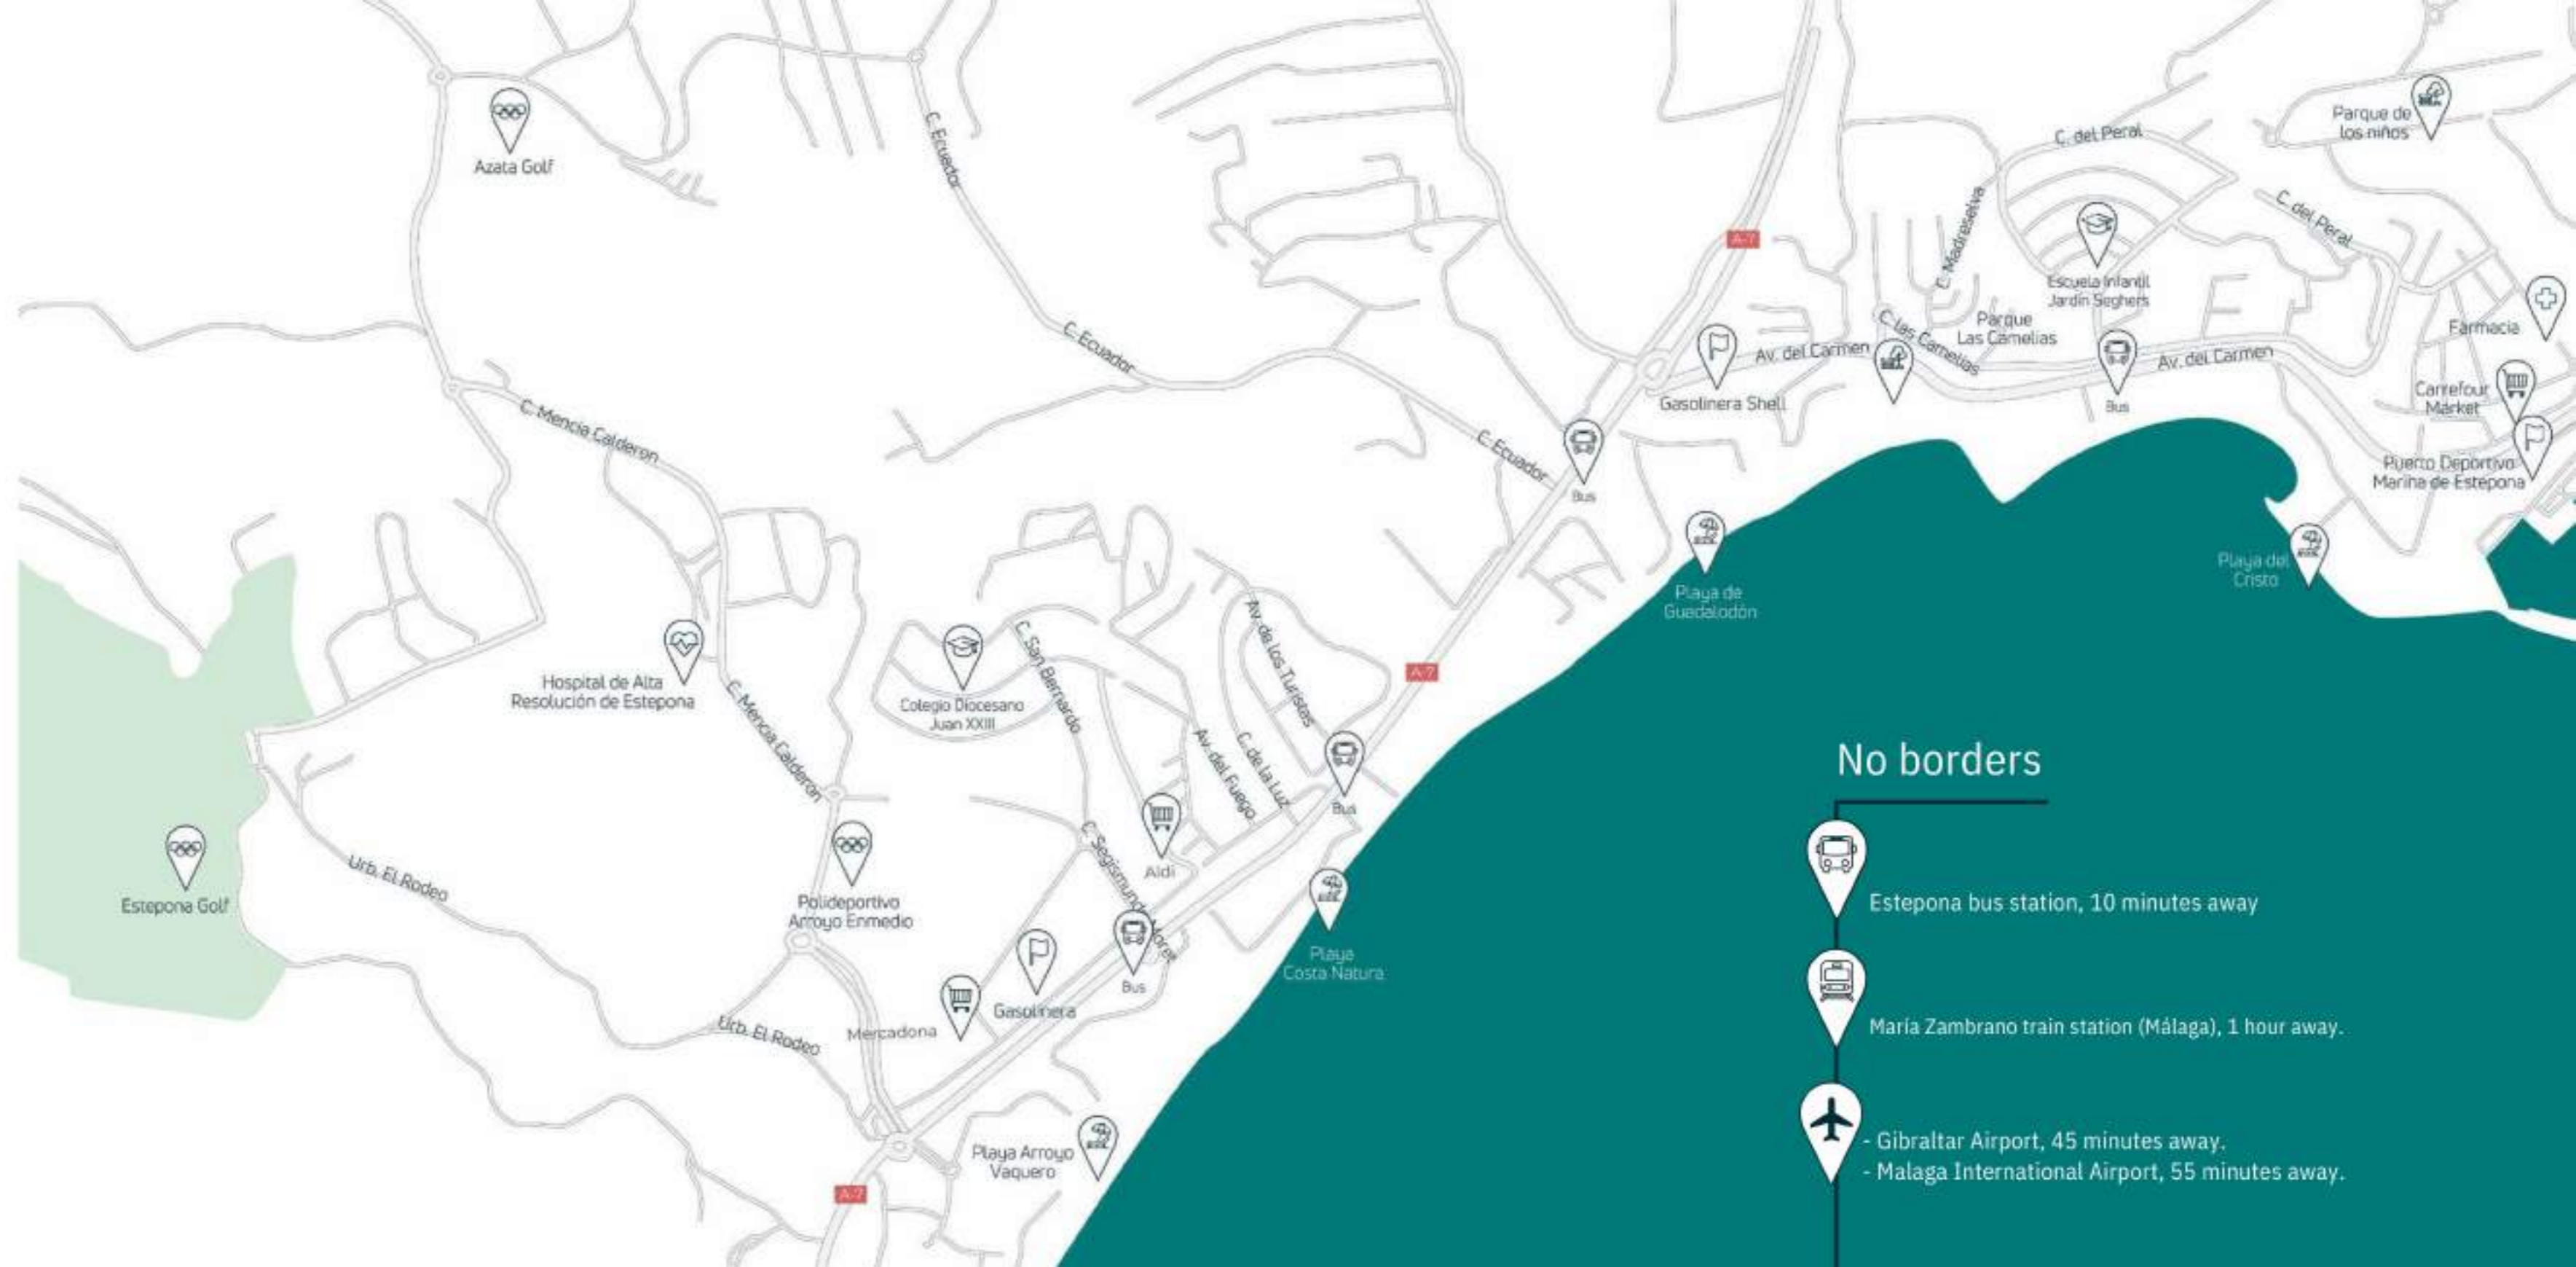 Azata Golf
C. Ecuador
C. Ecuador
C. Ecuador
A-7
C. Mencia Calderon
C. Mencia Calderon
Hospital de Alta
Resolución de Estepona
Colegio Diocesano
Juan XXIII
C. San Bernardo
Av. de los Turistas
Av. del Fuego
C. de la Luz
A-7
Bus
Bus
Aldi
C. Segismundo Moret
Bus
Gasolinera
Mercadona
Polideportivo
Arroyo Enmedio
Urb. El Rodeo
Urb. El Rodeo
Estepona Golf
Playa Arroyo
Vaquero
A-7
Playa
Costa Natura
Playa de
Guadalodón
Gasolinera Shell
Av. del Carmen
C. las Camelias
Parque
Las Camelias
C. Madreselva
C. del Peral
Escuela Infantil
Jardín Seghers
Bus
Av. del Carmen
C. del Peral
Parque de
los niños
Farmacia
Carrefour
Market
Puerto Deportivo
Marina de Estepona
Playa del
Cristo
No borders
Estepona bus station, 10 minutes away
María Zambrano train station (Málaga), 1 hour away.
- Gibraltar Airport, 45 minutes away.
- Malaga International Airport, 55 minutes away.